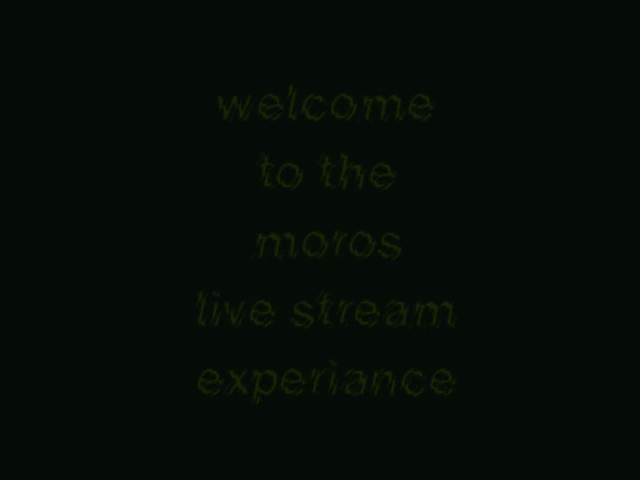 welcome
to the
moros
live stream
experiance